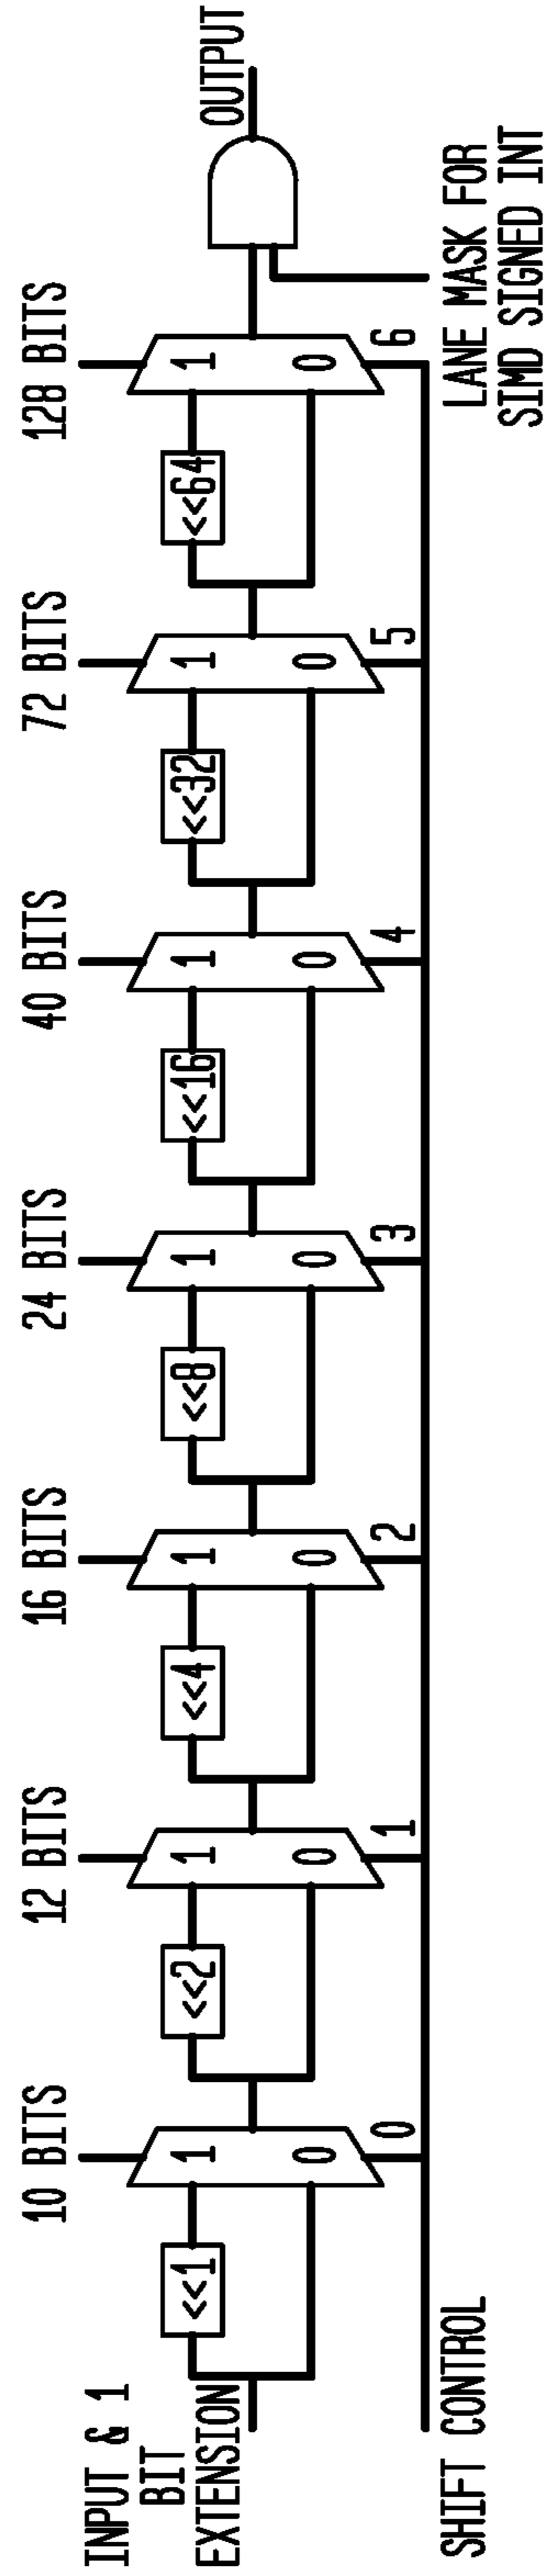 INPUT & 1
BIT
EXTENSION
<<1
10 BITS
1
0
0
<<2
12 BITS
1
0
1
<<4
16 BITS
1
0
2
<<8
24 BITS
1
0
3
<<16
40 BITS
1
0
4
<<32
72 BITS
1
0
5
<<64
128 BITS
1
0
6
OUTPUT
SHIFT CONTROL
LANE MASK FOR
SIMD SIGNED INT